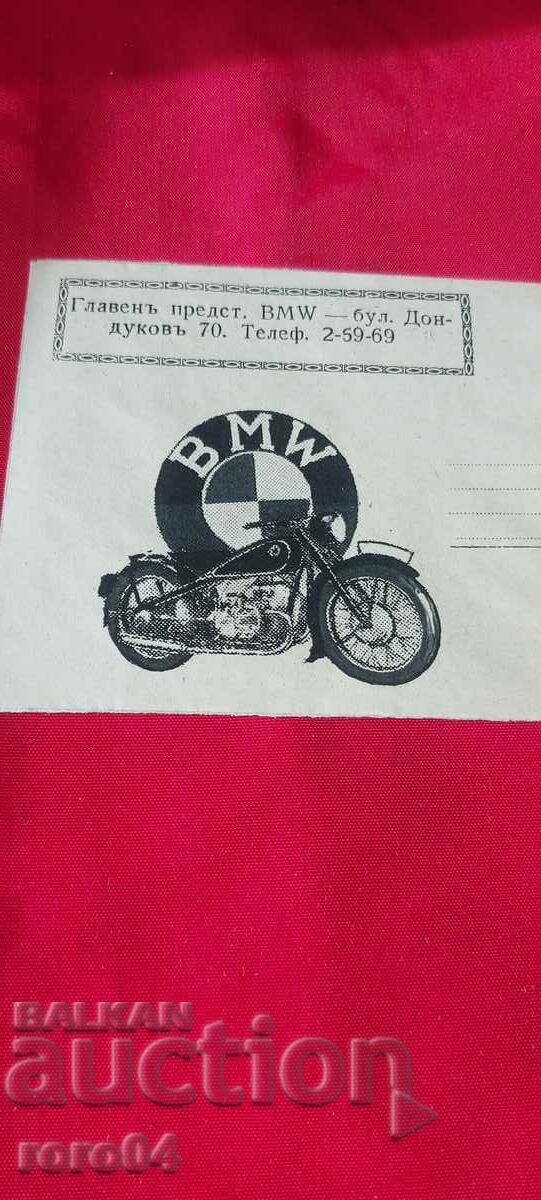 Главенъ предст. BMW — бул. Дон-
дуковъ 70. Телеф. 2-59-69
BMW
BALKAN
auction
roro04